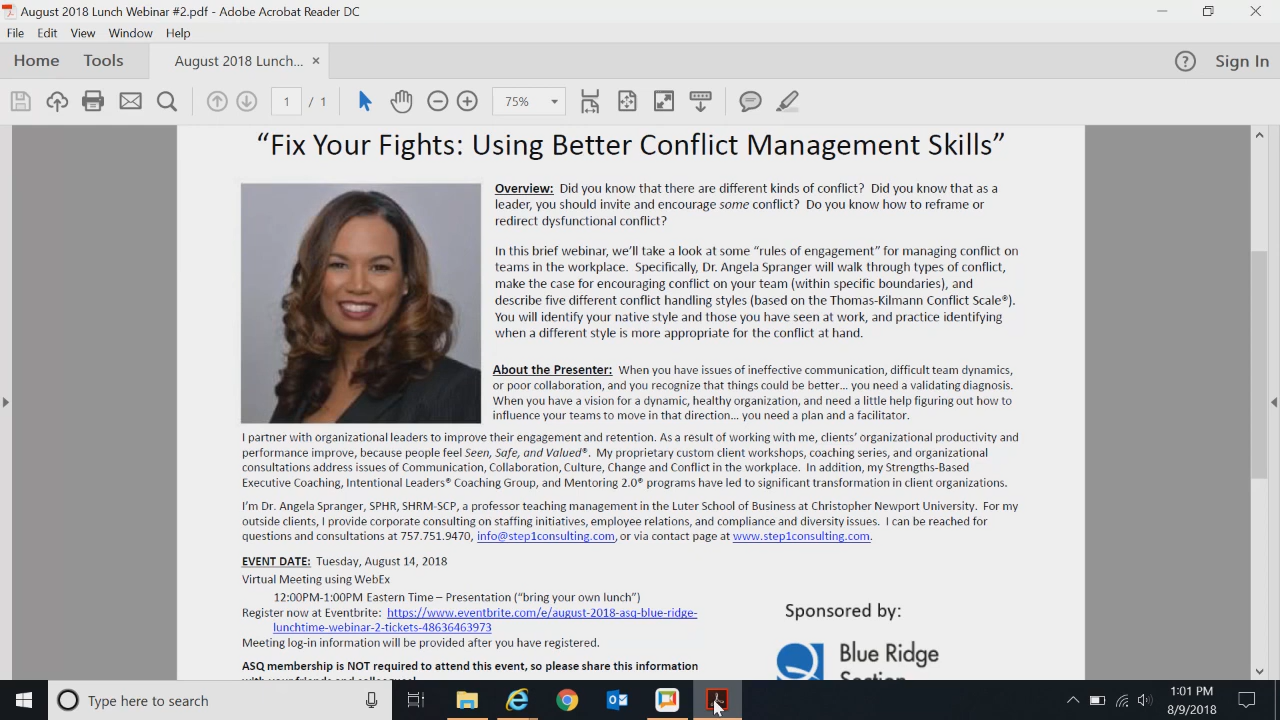 August 2018 Lunch Webinar #2.pdf - Adobe Acrobat Reader DC
File Edit View Window Help
Home Tools August 2018 Lunch... × ? Sign In
1 / 1 75%
“Fix Your Fights: Using Better Conflict Management Skills”
Overview: Did you know that there are different kinds of conflict? Did you know that as a
leader, you should invite and encourage some conflict? Do you know how to reframe or
redirect dysfunctional conflict?
In this brief webinar, we’ll take a look at some “rules of engagement” for managing conflict on
teams in the workplace. Specifically, Dr. Angela Spranger will walk through types of conflict,
make the case for encouraging conflict on your team (within specific boundaries), and
describe five different conflict handling styles (based on the Thomas-Kilmann Conflict Scale®).
You will identify your native style and those you have seen at work, and practice identifying
when a different style is more appropriate for the conflict at hand.
About the Presenter: When you have issues of ineffective communication, difficult team dynamics,
or poor collaboration, and you recognize that things could be better… you need a validating diagnosis.
When you have a vision for a dynamic, healthy organization, and need a little help figuring out how to
influence your teams to move in that direction… you need a plan and a facilitator.
I partner with organizational leaders to improve their engagement and retention. As a result of working with me, clients’ organizational productivity and
performance improve, because people feel Seen, Safe, and Valued®. My proprietary custom client workshops, coaching series, and organizational
consultations address issues of Communication, Collaboration, Culture, Change and Conflict in the workplace. In addition, my Strengths-Based
Executive Coaching, Intentional Leaders® Coaching Group, and Mentoring 2.0® programs have led to significant transformation in client organizations.
I’m Dr. Angela Spranger, SPHR, SHRM-SCP, a professor teaching management in the Luter School of Business at Christopher Newport University. For my
outside clients, I provide corporate consulting on staffing initiatives, employee relations, and compliance and diversity issues. I can be reached for
questions and consultations at 757.751.9470, info@step1consulting.com, or via contact page at www.step1consulting.com.
EVENT DATE: Tuesday, August 14, 2018
Virtual Meeting using WebEx
12:00PM-1:00PM Eastern Time – Presentation (“bring your own lunch”)
Register now at Eventbrite: https://www.eventbrite.com/e/august-2018-asq-blue-ridge-
lunchtime-webinar-2-tickets-48636463973
Meeting log-in information will be provided after you have registered.
ASQ membership is NOT required to attend this event, so please share this information
Sponsored by:
Blue Ridge
Section
Type here to search
1:01 PM
8/9/2018